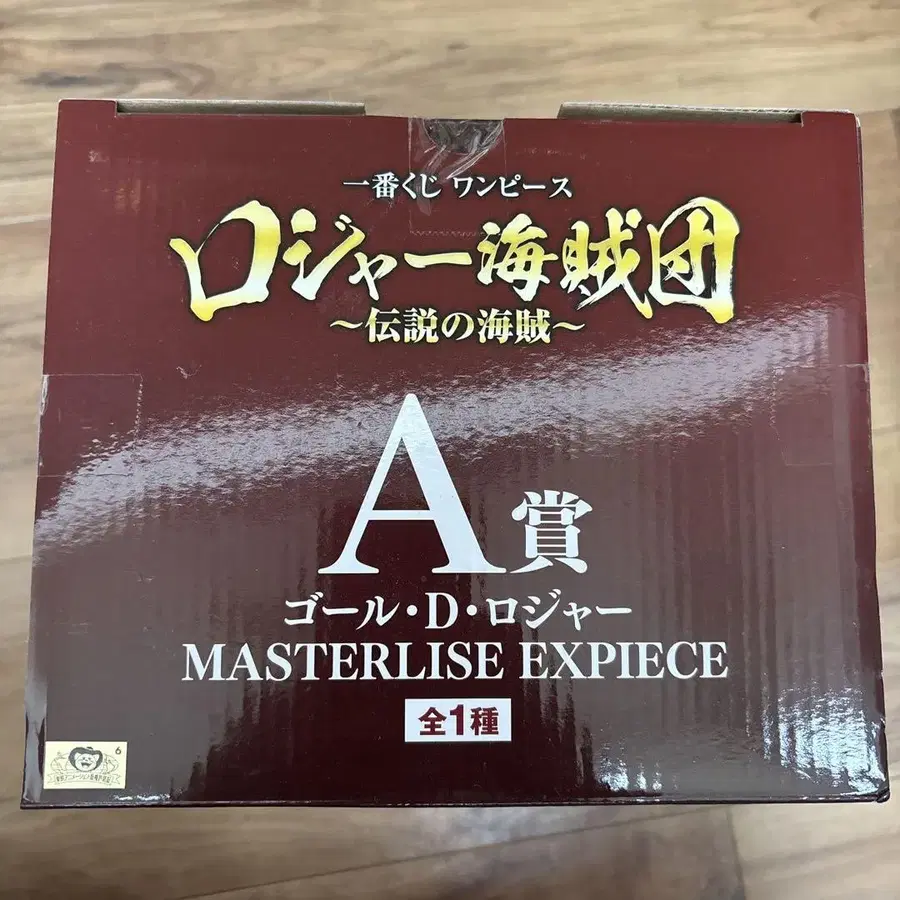 一番くじ ワンピース
ロジャー海賊団
～伝説の海賊～
A賞
ゴール・D・ロジャー
MASTERLISE EXPIECE
全1種
6